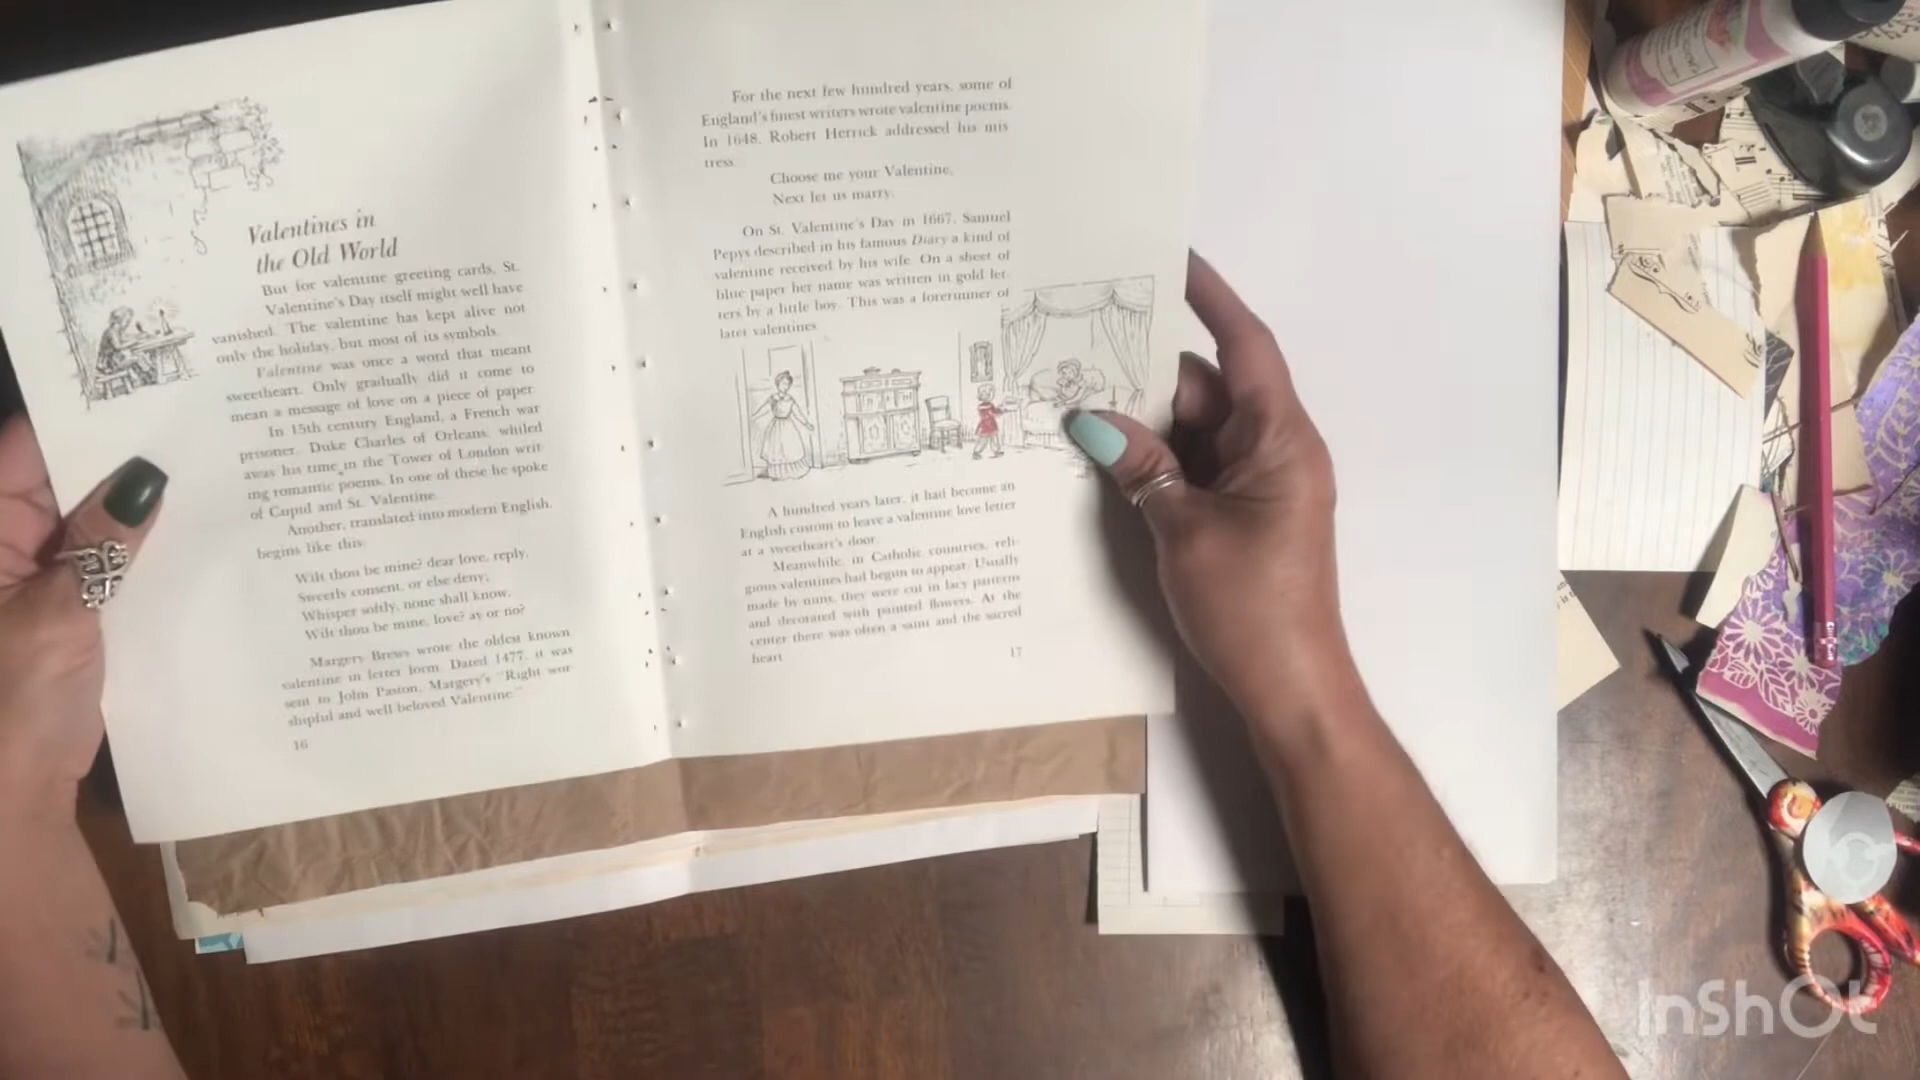 Valentines in
the Old World
But for valentine greeting cards, St.
Valentine's Day itself might well have
vanished. The valentine has kept alive not
only the holiday, but most of its symbols.
Valentine was once a word that meant
sweetheart. Only gradually did it come to
mean a message of love on a piece of paper
In 15th century England, a French war
prisoner, Duke Charles of Orleans, whiled
away his time in the Tower of London writ
ing romantic poems. In one of these he spoke
of Cupid and St. Valentine.
Another, translated into modern English,
begins like this:
Wilt thou be mine? dear love, reply,
Sweetly consent, or else deny;
Whisper softly, none shall know,
Wilt thou be mine, love? ay or no?
Margery Brews wrote the oldest known
valentine in letter form. Dated 1477, it was
sent to John Paston, Margery's "Right wor
shipful and well beloved Valentine."
16
For the next few hundred years, some of
England's finest writers wrote valentine poems.
In 1648, Robert Herrick addressed his mis
tress
Choose me your Valentine,
Next let us marry.
On St. Valentine's Day in 1667, Samuel
Pepys described in his famous Diary a kind of
valentine received by his wife. On a sheet of
blue paper her name was written in gold let
ters by a little boy. This was a forerunner of
later valentines
A hundred years later, it had become an
English custom to leave a valentine love letter
at a sweetheart's door.
Meanwhile, in Catholic countries, reli-
gious valentines had begun to appear. Usually
made by nuns, they were cut in lacy patterns
and decorated with painted flowers. At the
center there was often a saint and the sacred
heart
17
InShOt